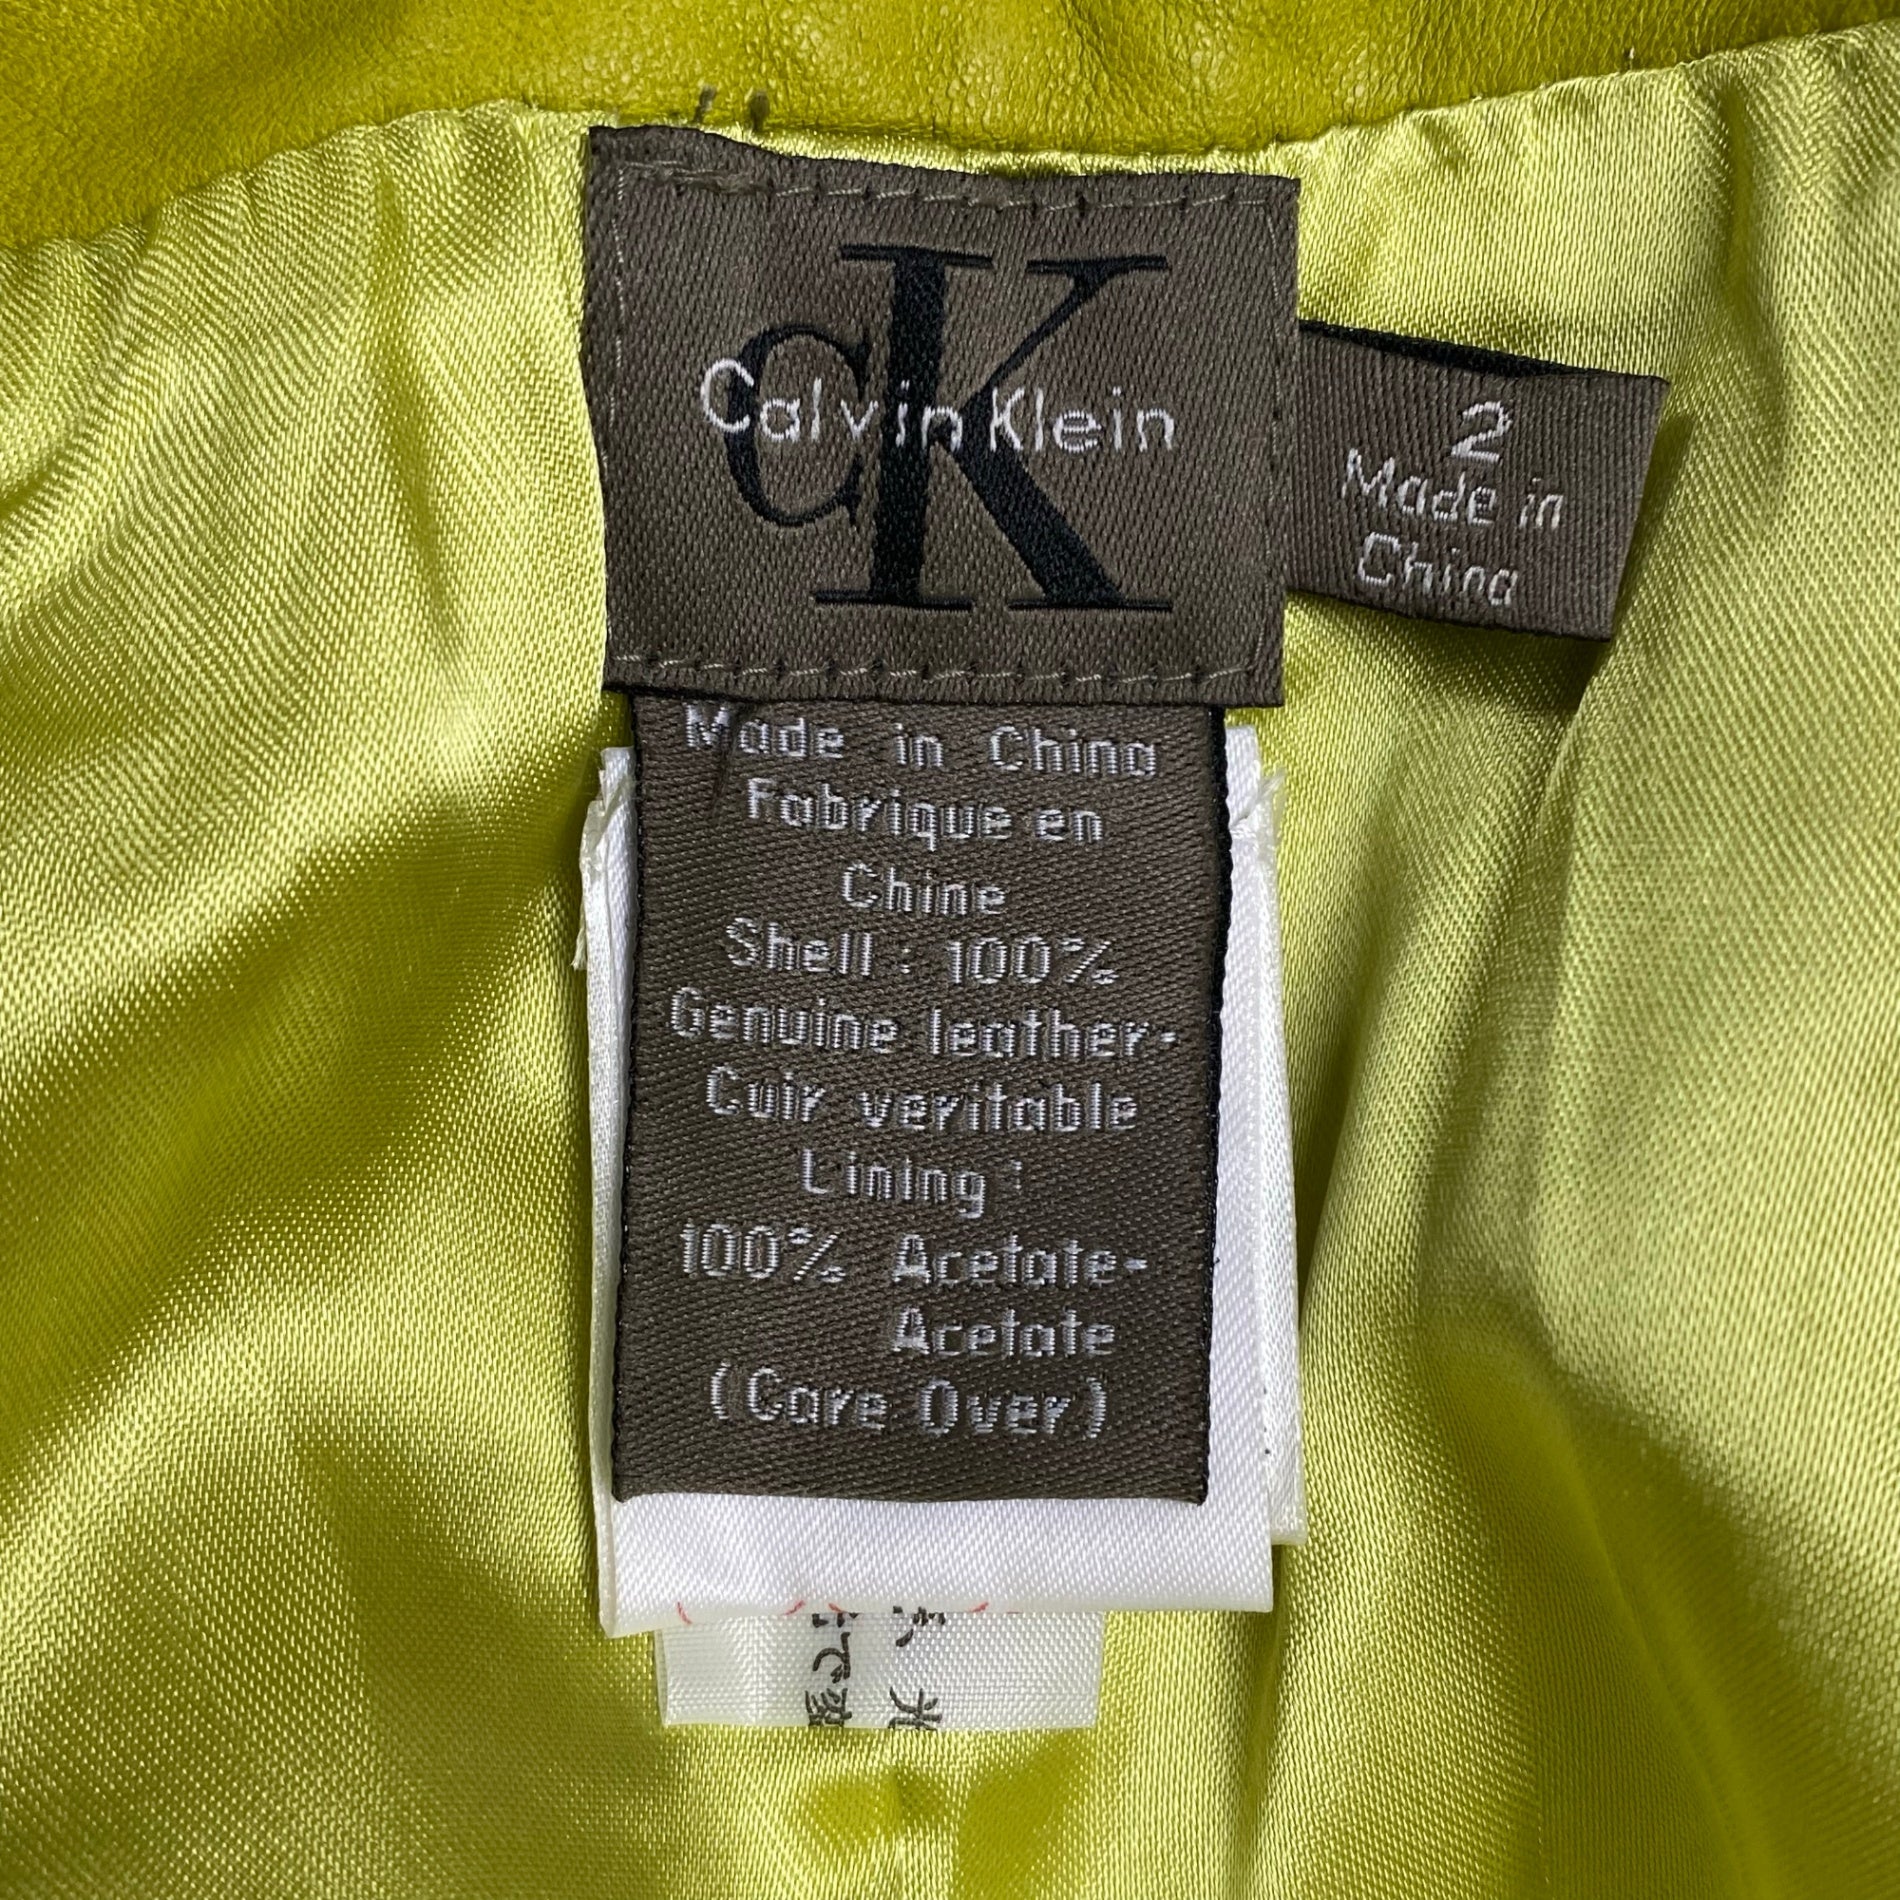 CK
Calvin Klein
2
Made in
China
Made in China
Fabrique en
Chine
Shell : 100%
Genuine leather-
Cuir veritable
Lining :
100% Acetate-
Acetate
(Care Over)